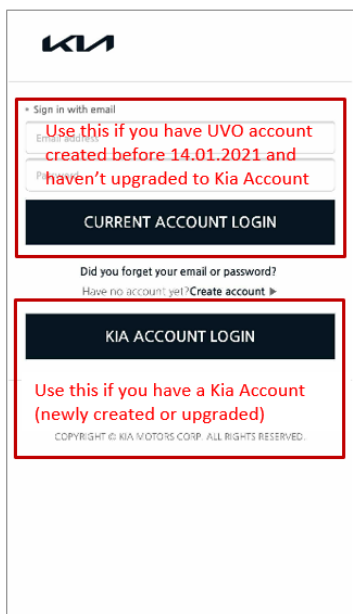 KIA
• Sign in with email
Email address
Use this if you have UVO account
created before 14.01.2021 and
Password
haven't upgraded to Kia Account
CURRENT ACCOUNT LOGIN
Did you forget your email or password?
Have no account yet?Create account ▶
KIA ACCOUNT LOGIN
Use this if you have a Kia Account
(newly created or upgraded)
COPYRIGHT © KIA MOTORS CORP. ALL RIGHTS RESERVED.